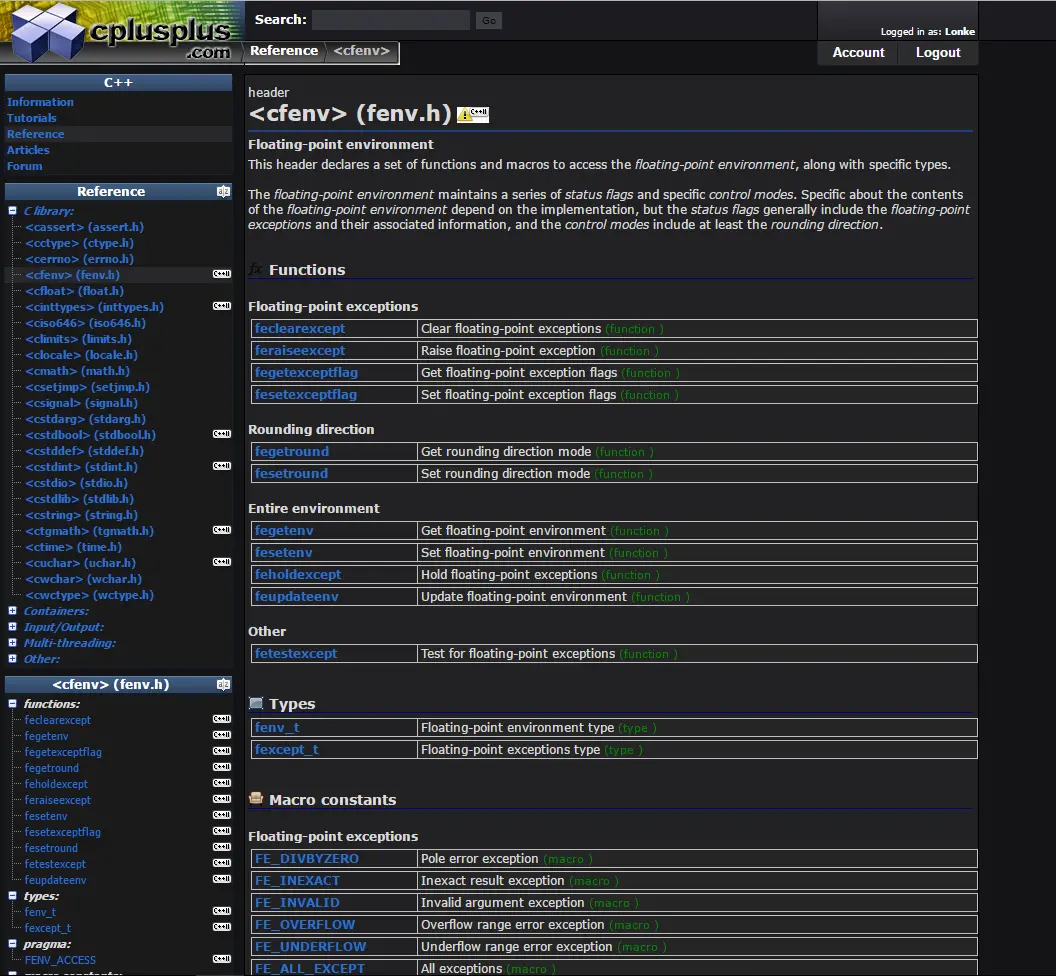 cplusplus
.com
Search:
Go
Reference
<cfenv>
Logged in as: Lonke
Account
Logout
C++
Information
Tutorials
Reference
Articles
Forum
Reference
C library:
<cassert> (assert.h)
<cctype> (ctype.h)
<cerrno> (errno.h)
<cfenv> (fenv.h) C++11
<cfloat> (float.h)
<cinttypes> (inttypes.h) C++11
<ciso646> (iso646.h)
<climits> (limits.h)
<clocale> (locale.h)
<cmath> (math.h)
<csetjmp> (setjmp.h)
<csignal> (signal.h)
<cstdarg> (stdarg.h)
<cstdbool> (stdbool.h) C++11
<cstddef> (stddef.h)
<cstdint> (stdint.h) C++11
<cstdio> (stdio.h)
<cstdlib> (stdlib.h)
<cstring> (string.h)
<ctgmath> (tgmath.h) C++11
<ctime> (time.h)
<cuchar> (uchar.h) C++11
<cwchar> (wchar.h)
<cwctype> (wctype.h)
Containers:
Input/Output:
Multi-threading:
Other:
<cfenv> (fenv.h)
functions:
feclearexcept C++11
fegetenv C++11
fegetexceptflag C++11
fegetround C++11
feholdexcept C++11
feraiseexcept C++11
fesetenv C++11
fesetexceptflag C++11
fesetround C++11
fetestexcept C++11
feupdateenv C++11
types:
fenv_t C++11
fexcept_t C++11
pragma:
FENV_ACCESS C++11
header
<cfenv> (fenv.h) C++11
Floating-point environment
This header declares a set of functions and macros to access the floating-point environment, along with specific types.
The floating-point environment maintains a series of status flags and specific control modes. Specific about the contents
of the floating-point environment depend on the implementation, but the status flags generally include the floating-point
exceptions and their associated information, and the control modes include at least the rounding direction.
fx Functions
Floating-point exceptions
feclearexcept Clear floating-point exceptions (function )
feraiseexcept Raise floating-point exception (function )
fegetexceptflag Get floating-point exception flags (function )
fesetexceptflag Set floating-point exception flags (function )
Rounding direction
fegetround Get rounding direction mode (function )
fesetround Set rounding direction mode (function )
Entire environment
fegetenv Get floating-point environment (function )
fesetenv Set floating-point environment (function )
feholdexcept Hold floating-point exceptions (function )
feupdateenv Update floating-point environment (function )
Other
fetestexcept Test for floating-point exceptions (function )
Types
fenv_t Floating-point environment type (type )
fexcept_t Floating-point exceptions type (type )
Macro constants
Floating-point exceptions
FE_DIVBYZERO Pole error exception (macro )
FE_INEXACT Inexact result exception (macro )
FE_INVALID Invalid argument exception (macro )
FE_OVERFLOW Overflow range error exception (macro )
FE_UNDERFLOW Underflow range error exception (macro )
FE_ALL_EXCEPT All exceptions (macro )